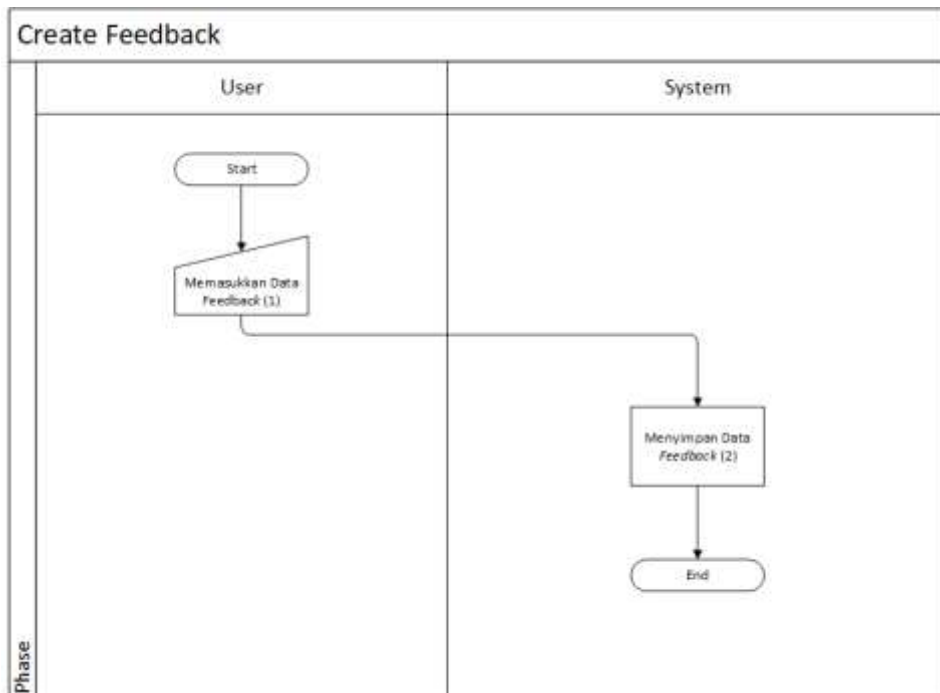 Create Feedback
User
System
Start
Memasukkan Data
Feedback (1)
Menyimpan Data
Feedback (2)
End
Phase